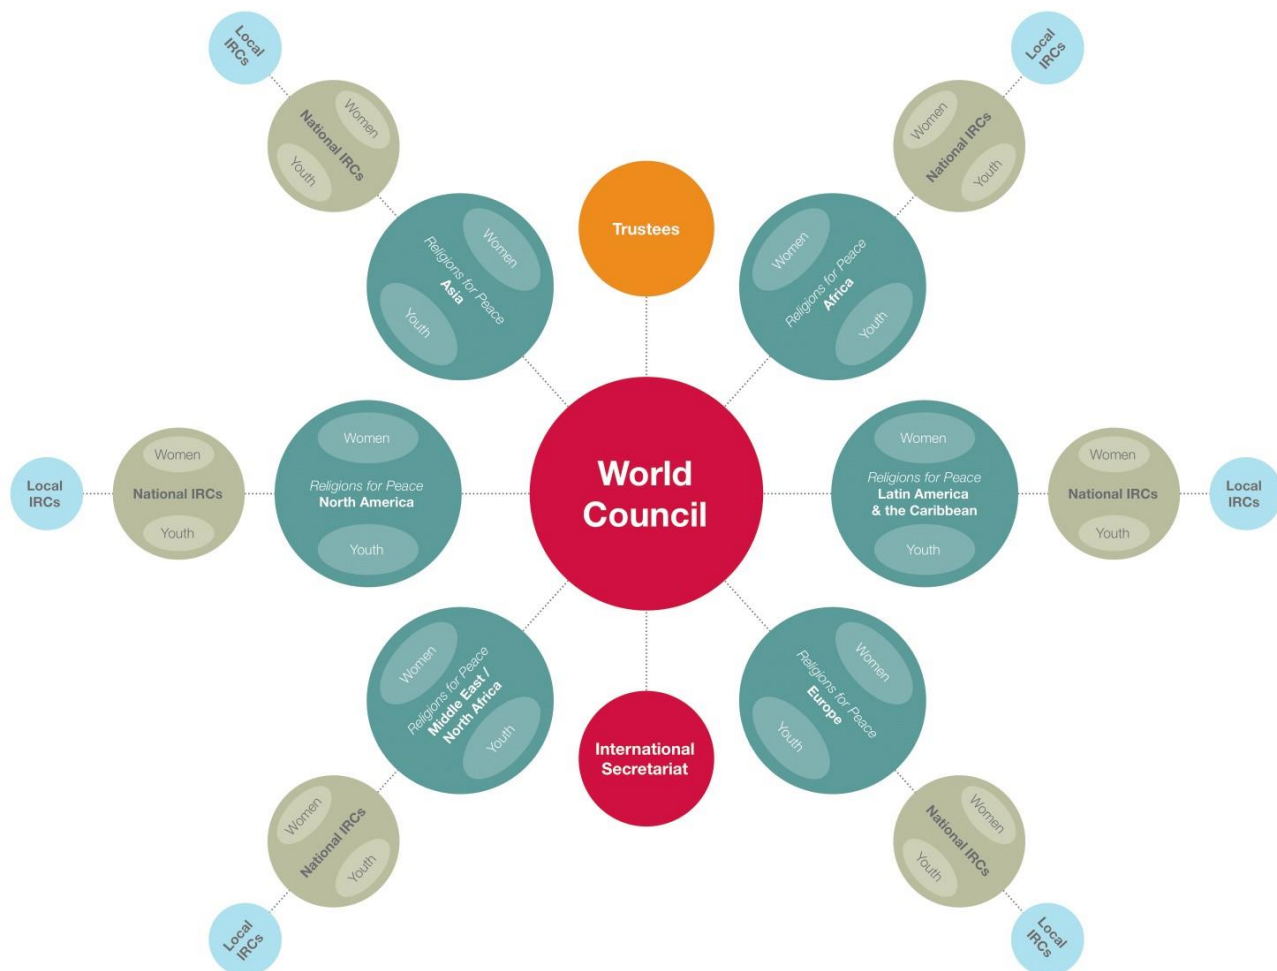 Local
IRCs
Women
National IRCs
Youth
Women
Religions for Peace
Asia
Youth
Trustees
Local
IRCs
Women
National IRCs
Youth
Women
Religions for Peace
Africa
Youth
Local
IRCs
Women
National IRCs
Youth
Women
Religions for Peace
North America
Youth
World
Council
Women
Religions for Peace
Latin America
& the Caribbean
Youth
Women
National IRCs
Youth
Local
IRCs
Women
Religions for Peace
Middle East /
North Africa
Youth
Women
National IRCs
Youth
Local
IRCs
International
Secretariat
Women
Religions for Peace
Europe
Youth
Women
National IRCs
Youth
Local
IRCs